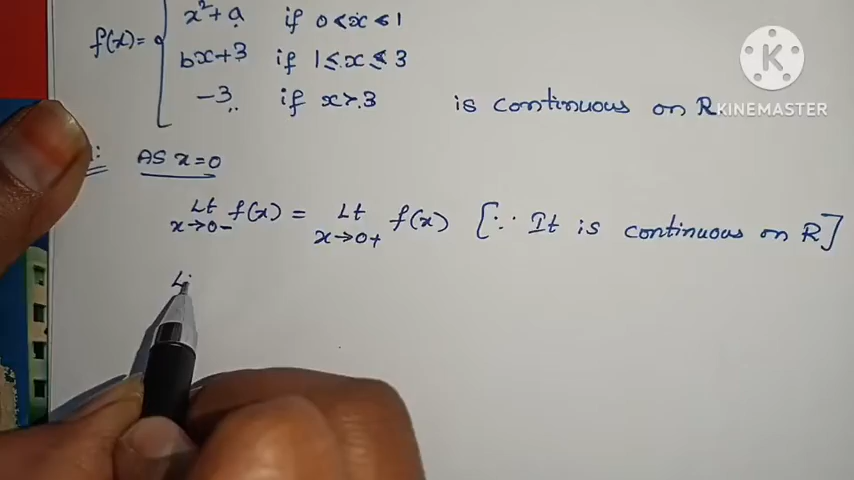 x²+a if 0<x<1
f(x)= bx+3 if 1≤x≤3
-3.. if x>3 is continuous on R
K KINEMASTER
: As x=0
Lt x→0- f(x) = Lt x→0+ f(x) [∵ It is continuous on R]
Li